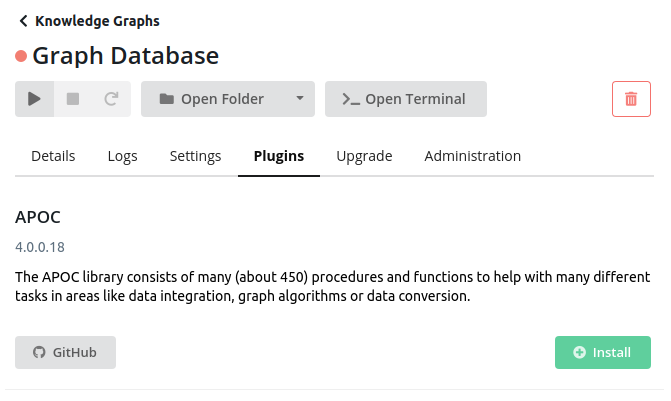 Knowledge Graphs
Graph Database
Open Folder Open Terminal
Details Logs Settings Plugins Upgrade Administration
APOC
4.0.0.18
The APOC library consists of many (about 450) procedures and functions to help with many different
tasks in areas like data integration, graph algorithms or data conversion.
GitHub Install